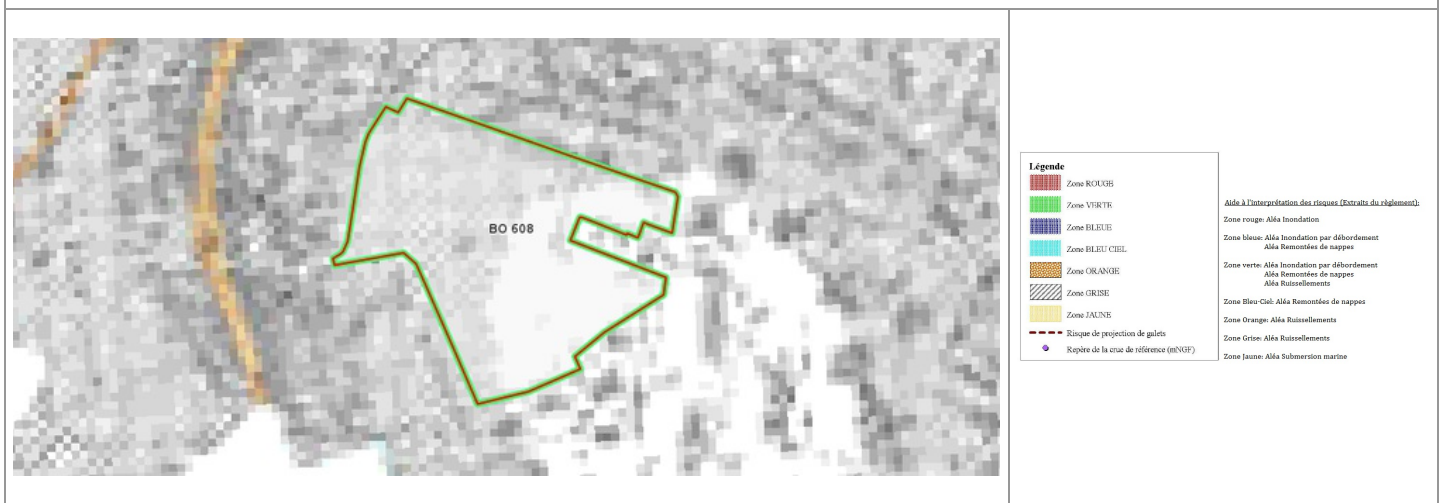 BO 608
Légende
Zone ROUGE
Zone VERTE
Zone BLEUE
Zone BLEU CIEL
Zone ORANGE
Zone GRISE
Zone JAUNE
Risque de projection de galets
Repère de la crue de référence (mNGF)
Aide à l'interprétation des risques (Extraits du règlement):
Zone rouge: Aléa Inondation
Zone bleue: Aléa Inondation par débordement
Aléa Remontées de nappes
Zone verte: Aléa Inondation par débordement
Aléa Remontées de nappes
Aléa Ruissellements
Zone Bleu-Ciel: Aléa Remontées de nappes
Zone Orange: Aléa Ruissellements
Zone Grise: Aléa Ruissellements
Zone Jaune: Aléa Submersion marine